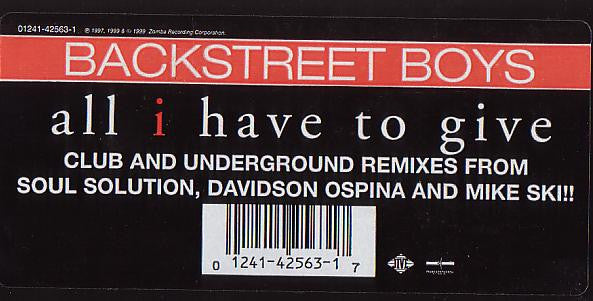 01241-42563-1 ℗ 1997, 1999 & © 1999 Zomba Recording Corporation.
BACKSTREET BOYS
all i have to give
CLUB AND UNDERGROUND REMIXES FROM
SOUL SOLUTION, DAVIDSON OSPINA AND MIKE SKI!!
0 1241-42563-1 7
JIVE